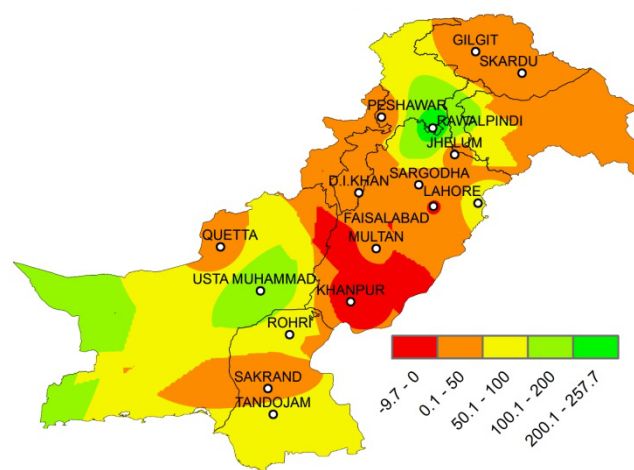 GILGIT
SKARDU
PESHAWAR
RAWALPINDI
JHELUM
SARGODHA
D.I.KHAN
LAHORE
FAISALABAD
MULTAN
QUETTA
USTA MUHAMMAD
KHANPUR
ROHRI
SAKRAND
TANDOJAM
-9.7 - 0
0.1 - 50
50.1 - 100
100.1 - 200
200.1 - 257.7